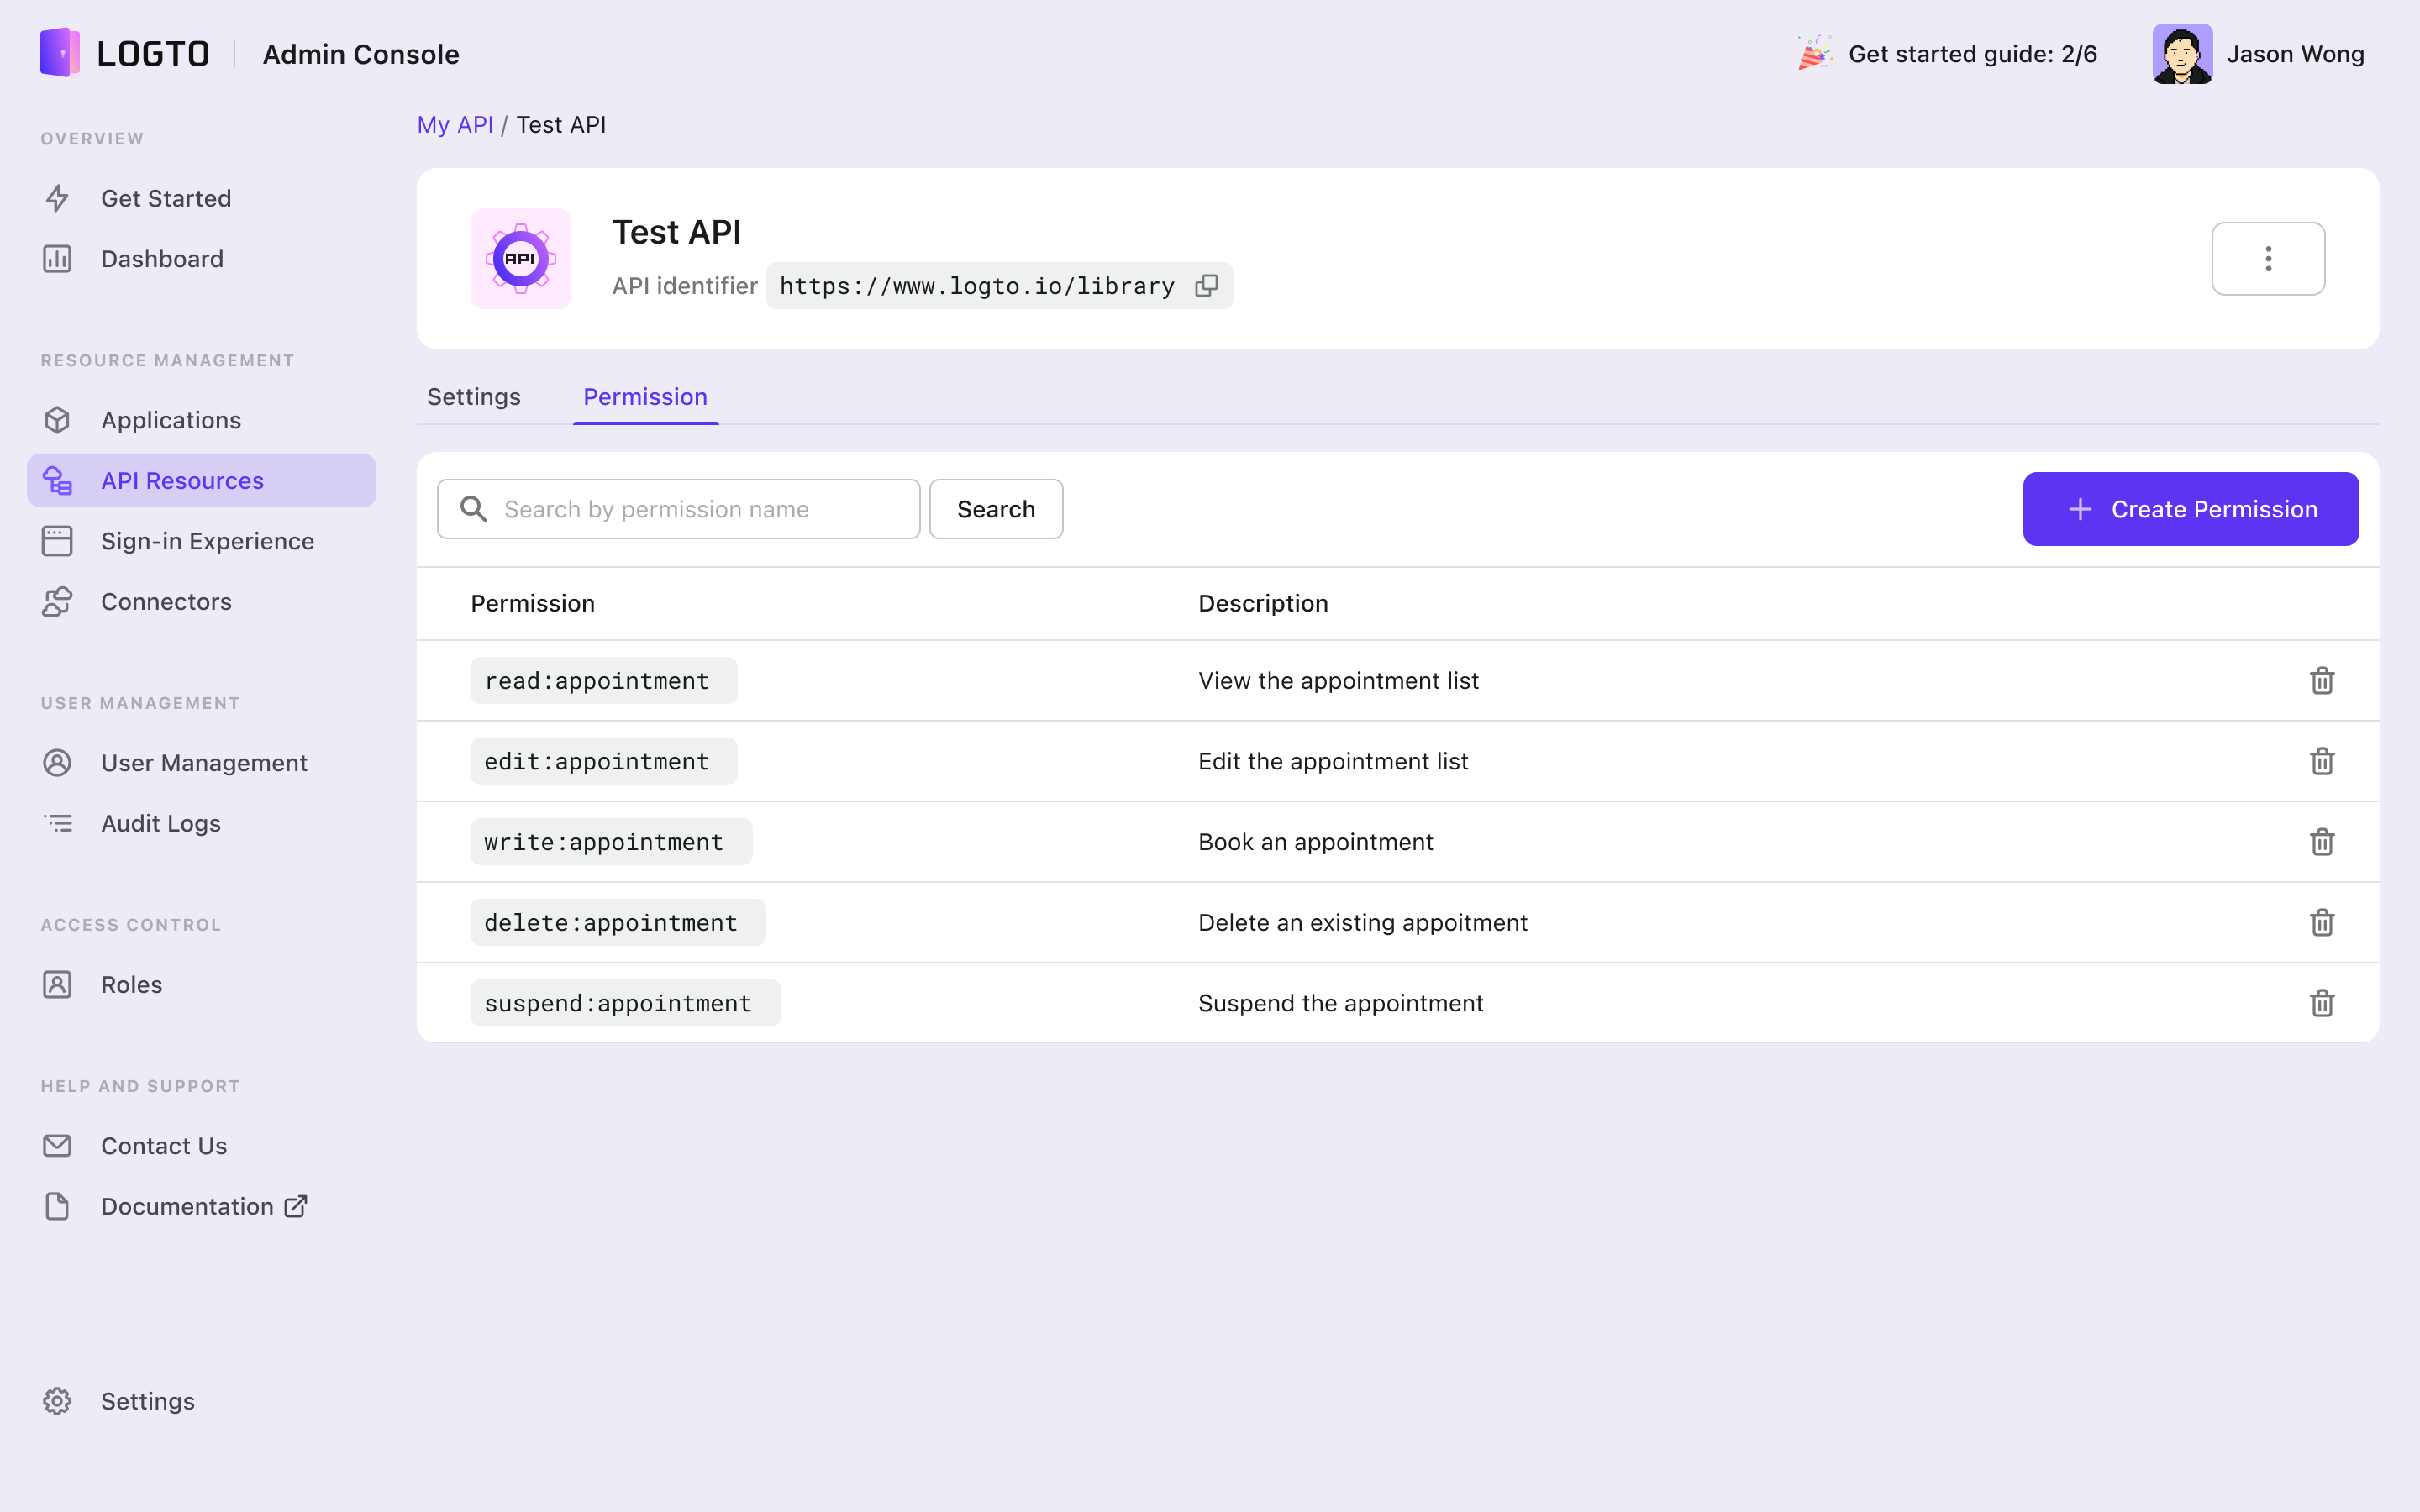 LOGTO
Admin Console
Get started guide: 2/6
Jason Wong
OVERVIEW
Get Started
Dashboard
RESOURCE MANAGEMENT
Applications
API Resources
Sign-in Experience
Connectors
USER MANAGEMENT
User Management
Audit Logs
ACCESS CONTROL
Roles
HELP AND SUPPORT
Contact Us
Documentation
Settings
My API / Test API
API
Test API
API identifier https://www.logto.io/library
Settings
Permission
Search by permission name
Search
Create Permission
Permission
Description
read:appointment
View the appointment list
edit:appointment
Edit the appointment list
write:appointment
Book an appointment
delete:appointment
Delete an existing appoitment
suspend:appointment
Suspend the appointment